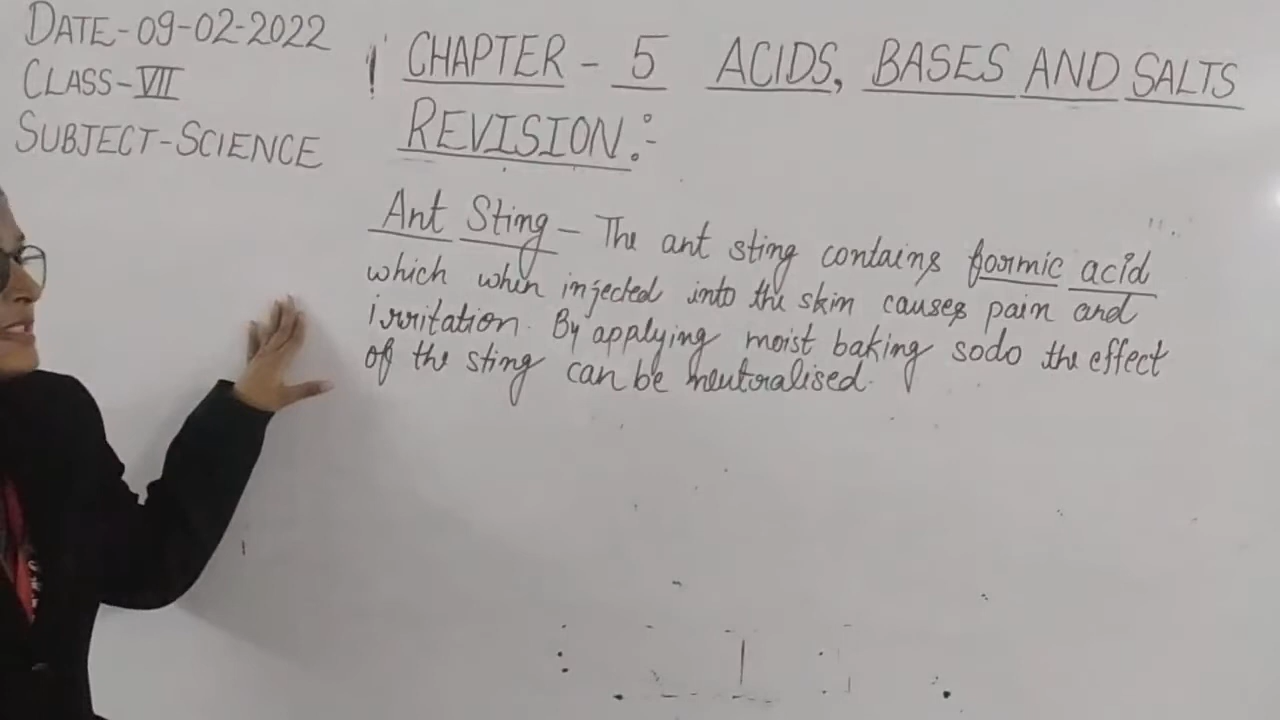 DATE-09-02-2022
CLASS-VII
SUBJECT-SCIENCE
CHAPTER - 5 ACIDS, BASES AND SALTS
REVISION:-
Ant Sting - The ant sting contains formic acid
which when injected into the skin causes pain and
irritation. By applying moist baking sodo the effect
of the sting can be neutralised.